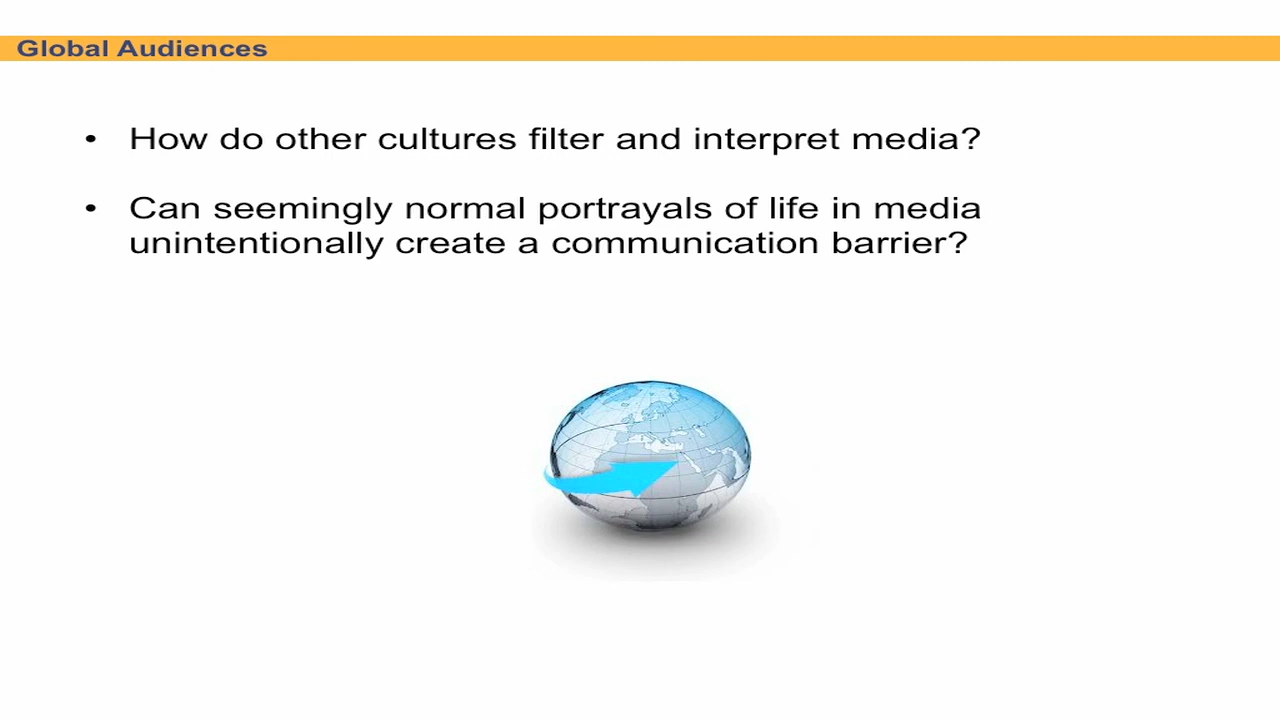 Global Audiences
• How do other cultures filter and interpret media?
• Can seemingly normal portrayals of life in media
unintentionally create a communication barrier?